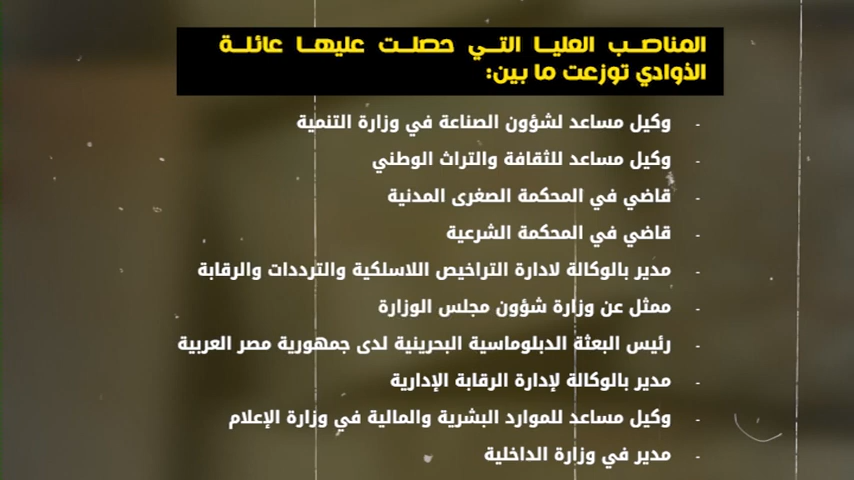 المناصب العليا التي حصلت عليها عائلة
الذوادي توزعت ما بين:
- وكيل مساعد لشؤون الصناعة في وزارة التنمية
- وكيل مساعد للثقافة والتراث الوطني
- قاضي في المحكمة الصغرى المدنية
- قاضي في المحكمة الشرعية
- مدير بالوكالة لادارة التراخيص اللاسلكية والترددات والرقابة
- ممثل عن وزارة شؤون مجلس الوزارة
- رئيس البعثة الدبلوماسية البحرينية لدى جمهورية مصر العربية
- مدير بالوكالة لإدارة الرقابة الإدارية
- وكيل مساعد للموارد البشرية والمالية في وزارة الإعلام
- مدير في وزارة الداخلية